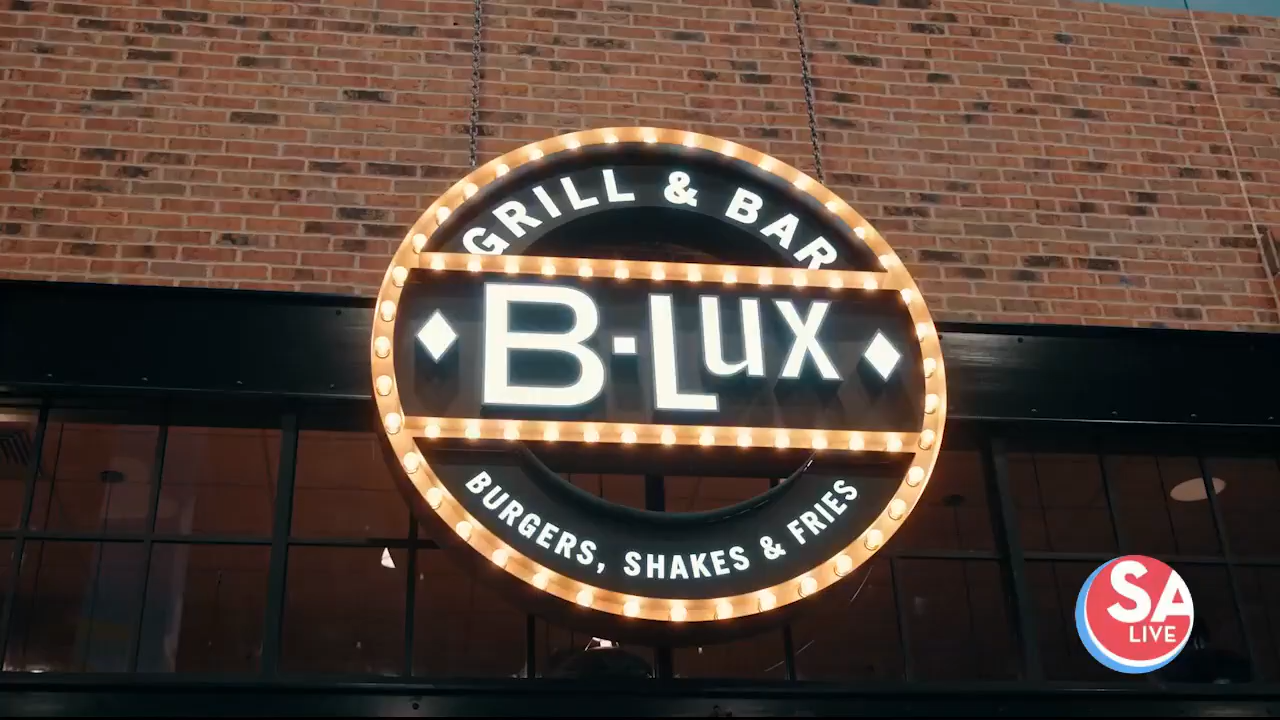 GRILL & BAR
B-Lux
BURGERS, SHAKES & FRIES
SA
LIVE